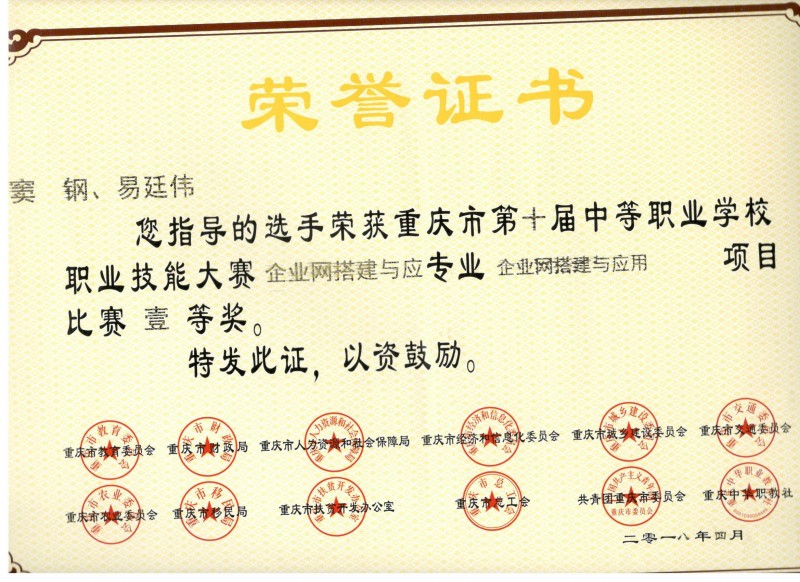 荣誉证书
窦 钢、易廷伟
您指导的选手荣获重庆市第十届中等职业学校
职业技能大赛 企业网搭建与应 专业 企业网搭建与应用 项目
比赛 壹 等奖。
特发此证，以资鼓励。
重庆市教育委员会 重庆市财政局 重庆市人力资源和社会保障局 重庆市经济和信息化委员会 重庆市城乡建设委员会 重庆市交通委员会
重庆市农业委员会 重庆市移民局 重庆市扶贫开发办公室 重庆市总工会 共青团重庆市委员会 重庆中华职教社
二零一八年四月